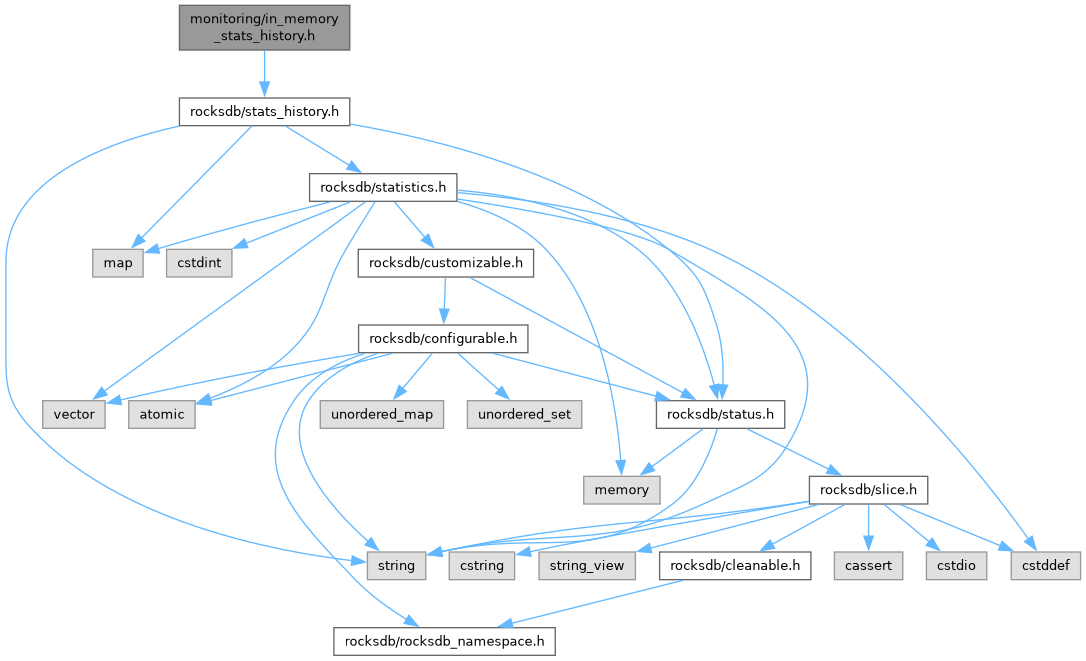 monitoring/in_memory
_stats_history.h
rocksdb/stats_history.h
rocksdb/statistics.h
map
cstdint
rocksdb/customizable.h
rocksdb/configurable.h
vector
atomic
unordered_map
unordered_set
rocksdb/status.h
memory
rocksdb/slice.h
string
cstring
string_view
rocksdb/cleanable.h
cassert
cstdio
cstddef
rocksdb/rocksdb_namespace.h